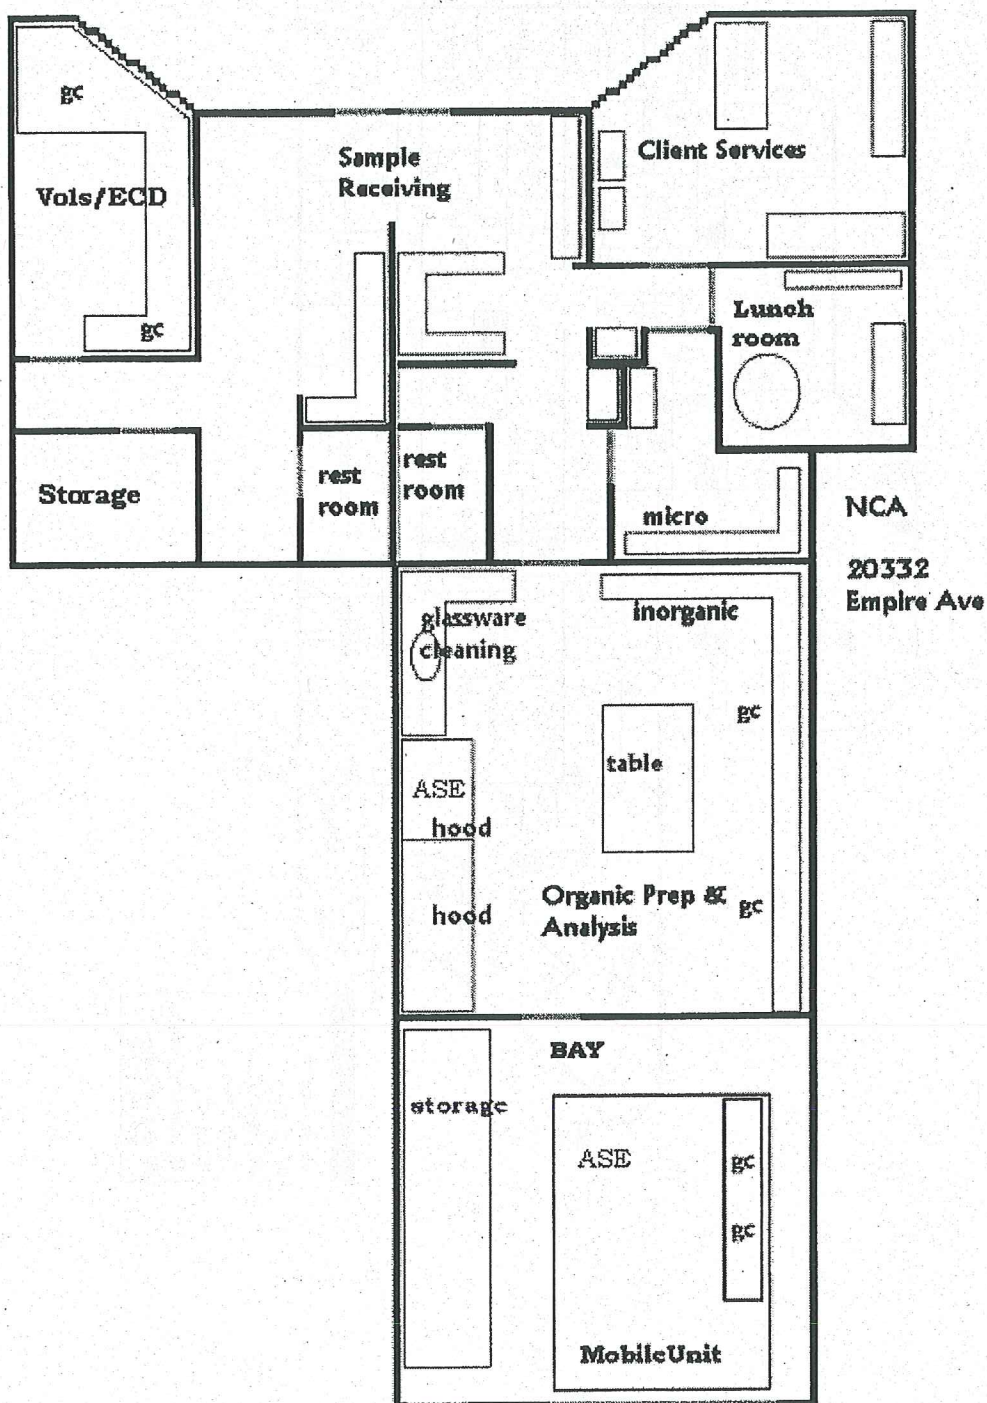 gc
Vols/ECD
gc
Sample
Receiving
Client Services
Lunch
room
Storage
rest
room
rest
room
micro
NCA
20332
Empire Ave
glassware
cleaning
inorganic
gc
table
ASE
hood
hood
Organic Prep &
Analysis
gc
BAY
storage
ASE
gc
gc
MobileUnit